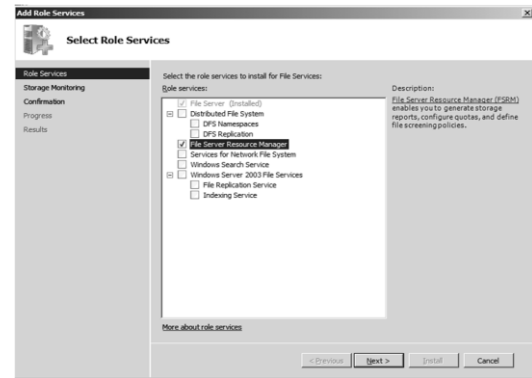 Add Role Services
Select Role Services
Role Services
Storage Monitoring
Confirmation
Progress
Results
Select the role services to install for File Services:
Role services:
File Server (Installed)
Distributed File System
DFS Namespaces
DFS Replication
File Server Resource Manager
Services for Network File System
Windows Search Service
Windows Server 2003 File Services
File Replication Service
Indexing Service
More about role services
Description:
File Server Resource Manager (FSRM)
enables you to generate storage
reports, configure quotas, and define
file screening policies.
< Previous
Next >
Install
Cancel